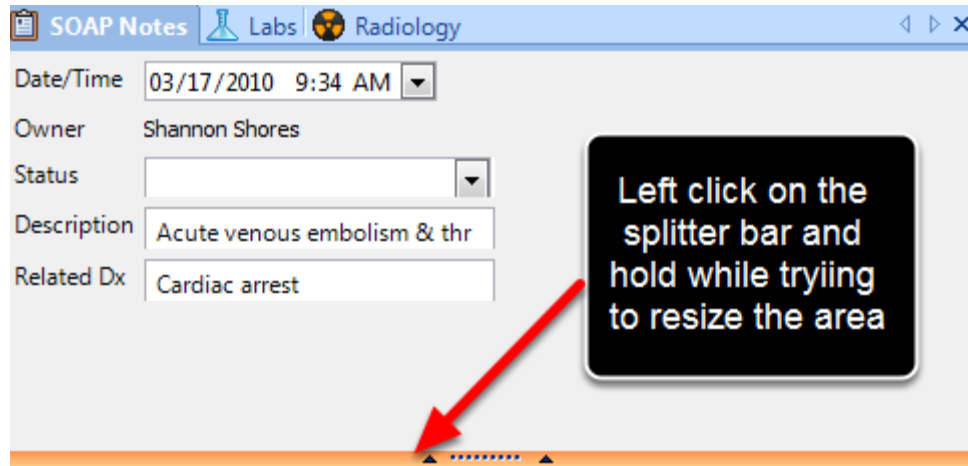 SOAP Notes Labs Radiology
Date/Time 03/17/2010 9:34 AM
Owner Shannon Shores
Status
Description Acute venous embolism & thr
Related Dx Cardiac arrest
Left click on the
splitter bar and
hold while tryiing
to resize the area